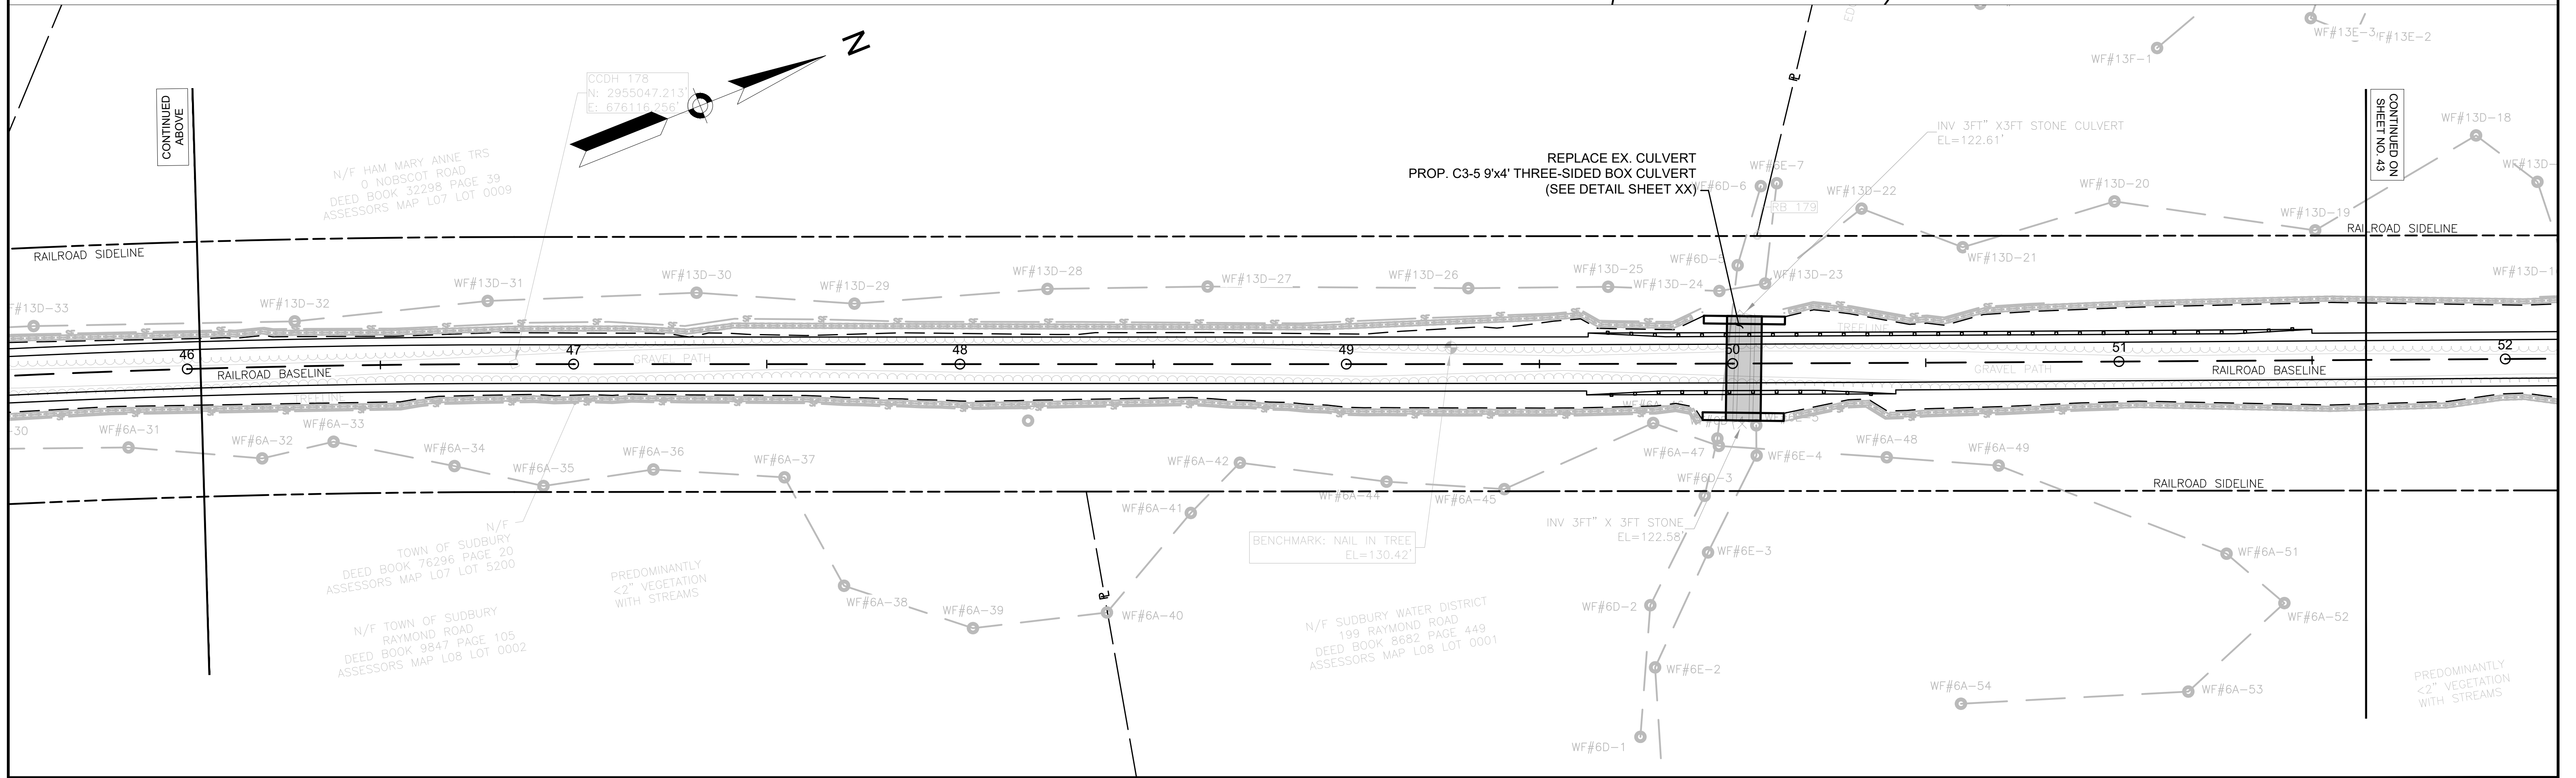 CONTINUED
ABOVE
N
CCDH 178
N: 2955047.213'
E: 676116.256'
N/F HAM MARY ANNE TRS
0 NOBSCOT ROAD
DEED BOOK 32298 PAGE 39
ASSESSORS MAP L07 LOT 0009
REPLACE EX. CULVERT
PROP. C3-5 9'x4' THREE-SIDED BOX CULVERT
(SEE DETAIL SHEET XX)
PL
INV 3FT" X3FT STONE CULVERT
EL=122.61'
WF#13E-3
F#13E-2
WF#13F-1
CONTINUED ON
SHEET NO. 43
WF#13D-18
WF#13D-
WF#6E-7
WF#6D-6
RB 179
WF#13D-22
WF#13D-20
WF#13D-19
WF#13D-21
RAILROAD SIDELINE
RAILROAD SIDELINE
WF#6D-5
WF#13D-23
WF#13D-24
WF#13D-25
WF#13D-26
WF#13D-27
WF#13D-28
WF#13D-29
WF#13D-30
WF#13D-31
WF#13D-32
F#13D-33
WF#13D-1
TREELINE
46
47
48
49
50
51
52
GRAVEL PATH
GRAVEL PATH
RAILROAD BASELINE
RAILROAD BASELINE
TREELINE
-30
WF#6A-31
WF#6A-32
WF#6A-33
WF#6A-34
WF#6A-35
WF#6A-36
WF#6A-37
WF#6A-42
WF#6A-44
WF#6A-45
WF#6A-47
WF#6E-4
WF#6A-48
WF#6A-49
WF#6D-3
RAILROAD SIDELINE
WF#6A-41
INV 3FT" X 3FT STONE
EL=122.58'
BENCHMARK: NAIL IN TREE
EL=130.42'
N/F
TOWN OF SUDBURY
DEED BOOK 76296 PAGE 20
ASSESSORS MAP L07 LOT 5200
PREDOMINANTLY
<2" VEGETATION
WITH STREAMS
WF#6E-3
WF#6A-51
WF#6A-38
WF#6A-39
PL
WF#6A-40
WF#6D-2
WF#6A-52
N/F TOWN OF SUDBURY
RAYMOND ROAD
DEED BOOK 9847 PAGE 105
ASSESSORS MAP L08 LOT 0002
N/F SUDBURY WATER DISTRICT
199 RAYMOND ROAD
DEED BOOK 8682 PAGE 449
ASSESSORS MAP L08 LOT 0001
WF#6E-2
WF#6A-54
WF#6A-53
PREDOMINANTLY
<2" VEGETATION
WITH STREAMS
WF#6D-1